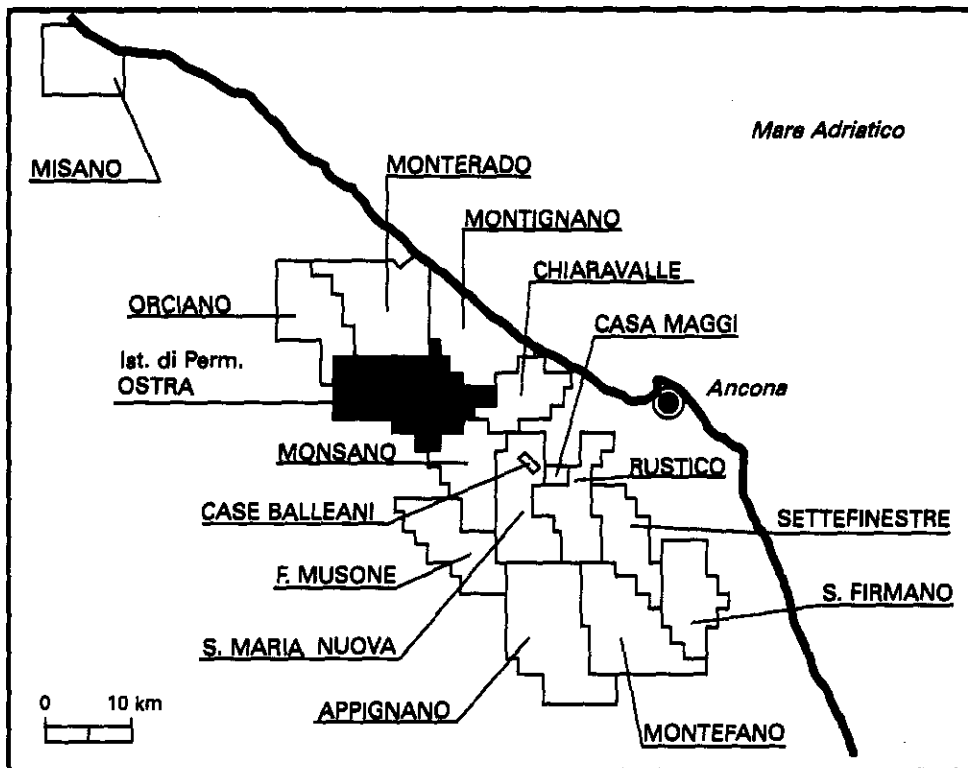 Mare Adriatico
MISANO
MONTERADO
MONTIGNANO
CHIARAVALLE
ORCIANO
CASA MAGGI
Ist. di Perm.
OSTRA
Ancona
MONSANO
RUSTICO
CASE BALLEANI
SETTEFINESTRE
F. MUSONE
S. FIRMANO
S. MARIA NUOVA
0 10 km
APPIGNANO
MONTEFANO